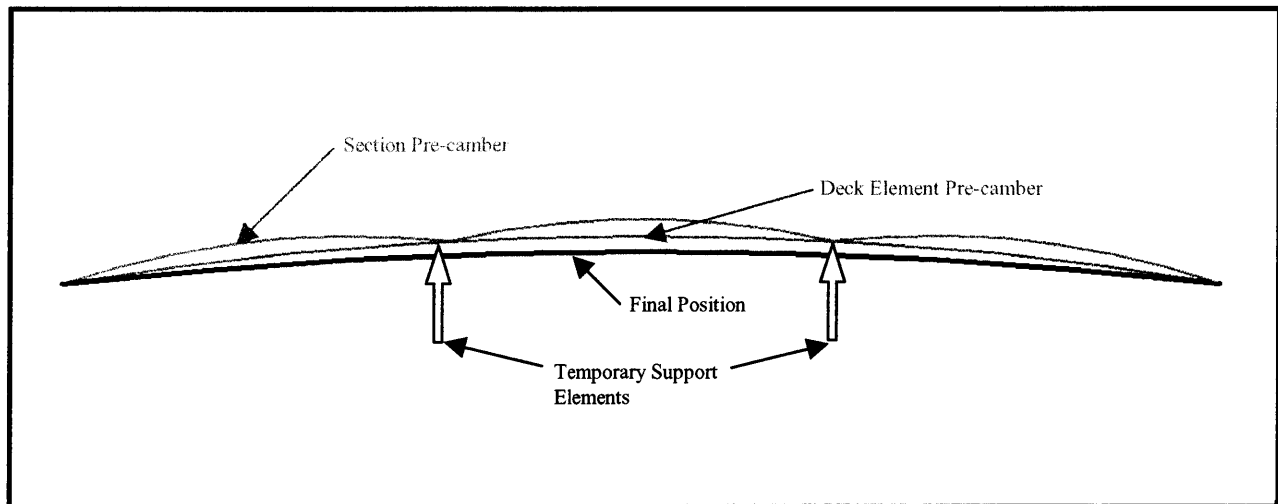 Section Pre-camber
Deck Element Pre-camber
Final Position
Temporary Support
Elements